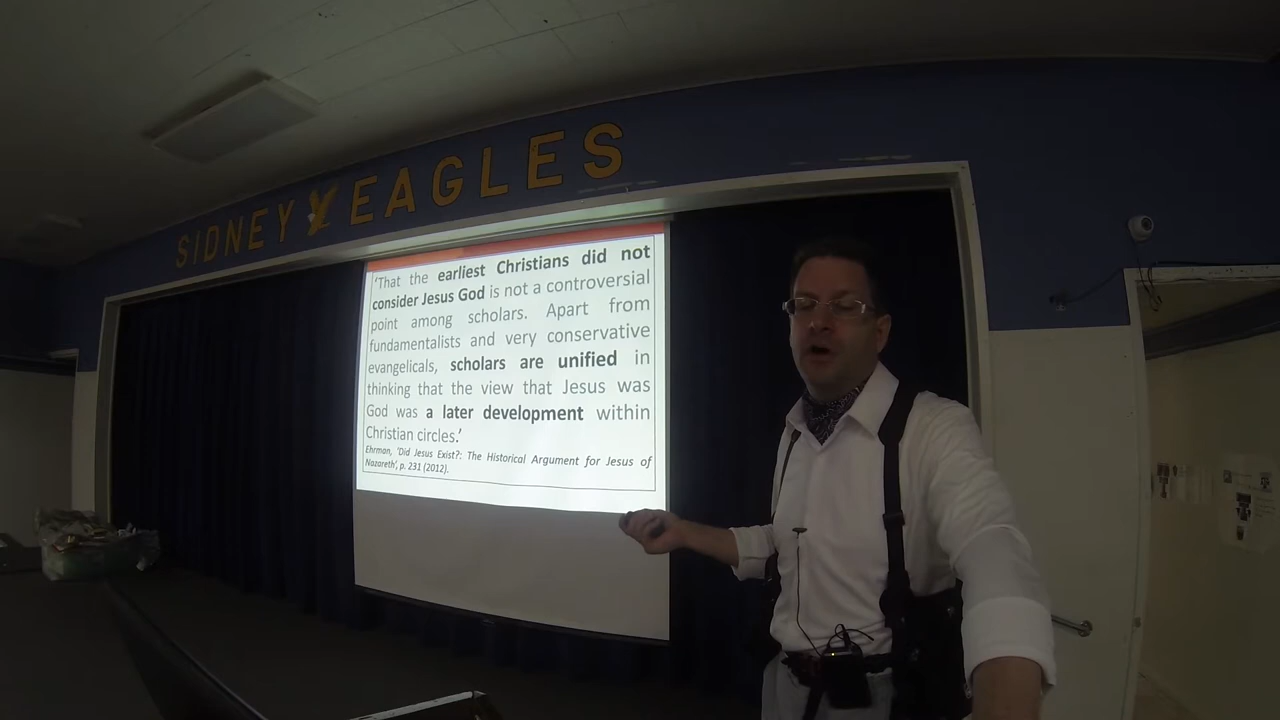 SIDNEY EAGLES
'That the earliest Christians did not
consider Jesus God is not a controversial
point among scholars. Apart from
fundamentalists and very conservative
evangelicals, scholars are unified in
thinking that the view that Jesus was
God was a later development within
Christian circles.'
Ehrman, 'Did Jesus Exist?: The Historical Argument for Jesus of
Nazareth', p. 231 (2012).